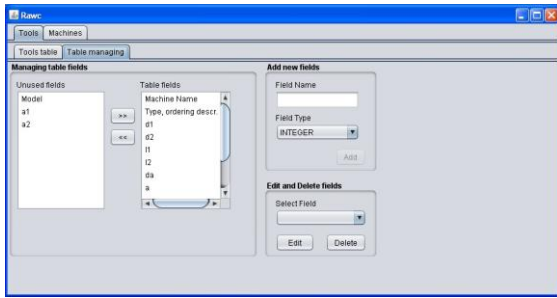 Rawc
Tools Machines
Tools table Table managing
Managing table fields
Unused fields
Model
a1
a2
>>
<<
Table fields
Machine Name
Type, ordering descr.
d1
d2
l1
l2
da
a
Add new fields
Field Name
Field Type
INTEGER
Add
Edit and Delete fields
Select Field
Edit Delete